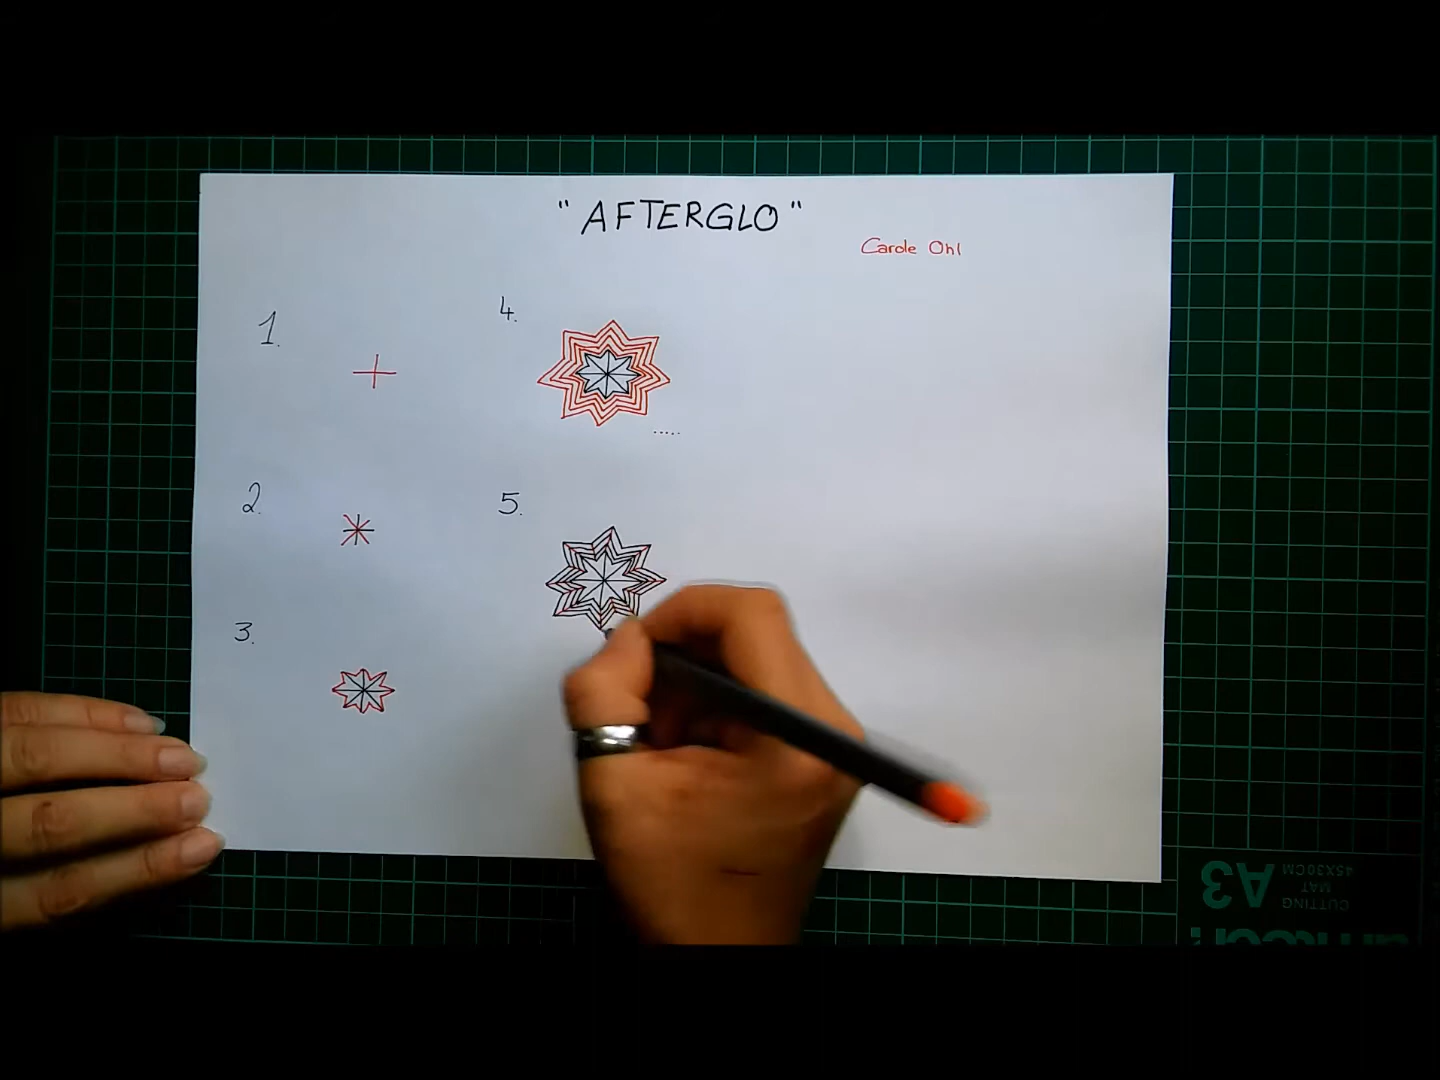 "AFTERGLO"
Carole Ohl
1.
2.
3.
4.
.....
5.
A3
CUTTING
MAT
45X30CM